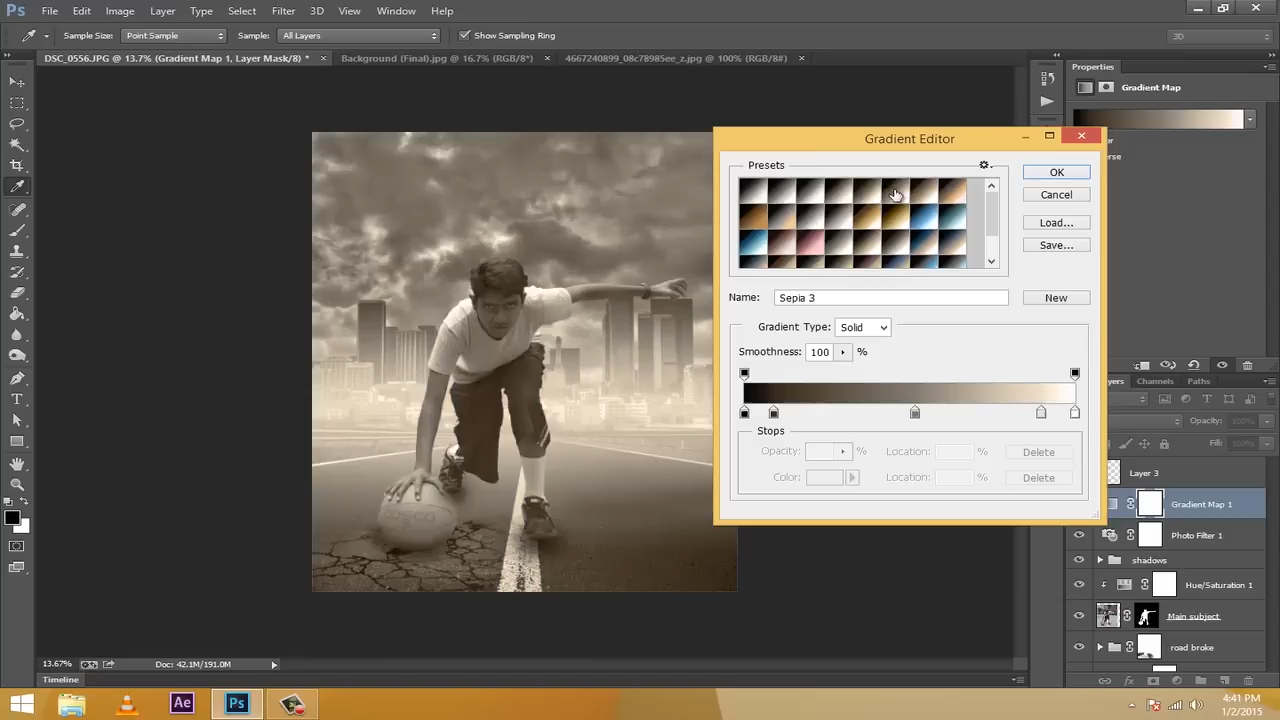 Ps File Edit Image Layer Type Select Filter 3D View Window Help
Sample Size: Point Sample Sample: All Layers Show Sampling Ring 3D
DSC_0556.JPG @ 13.7% (Gradient Map 1, Layer Mask/8) * Background (Final).jpg @ 16.7% (RGB/8*) 4667240899_08c78985ee_z.jpg @ 100% (RGB/8#)
Properties
Gradient Map
Gradient Editor
Presets
OK
Cancel
Load...
Save...
Name: Sepia 3 New
Gradient Type: Solid
Smoothness: 100 %
Stops
Opacity: % Location: % Delete
Color: Location: % Delete
Channels Paths
Opacity:
Fill:
Layer 3
Gradient Map 1
Photo Filter 1
shadows
Hue/Saturation 1
Main subject
road broke
13.67% Doc: 42.1M/191.0M
Timeline
Ae Ps
4:41 PM
1/2/2015